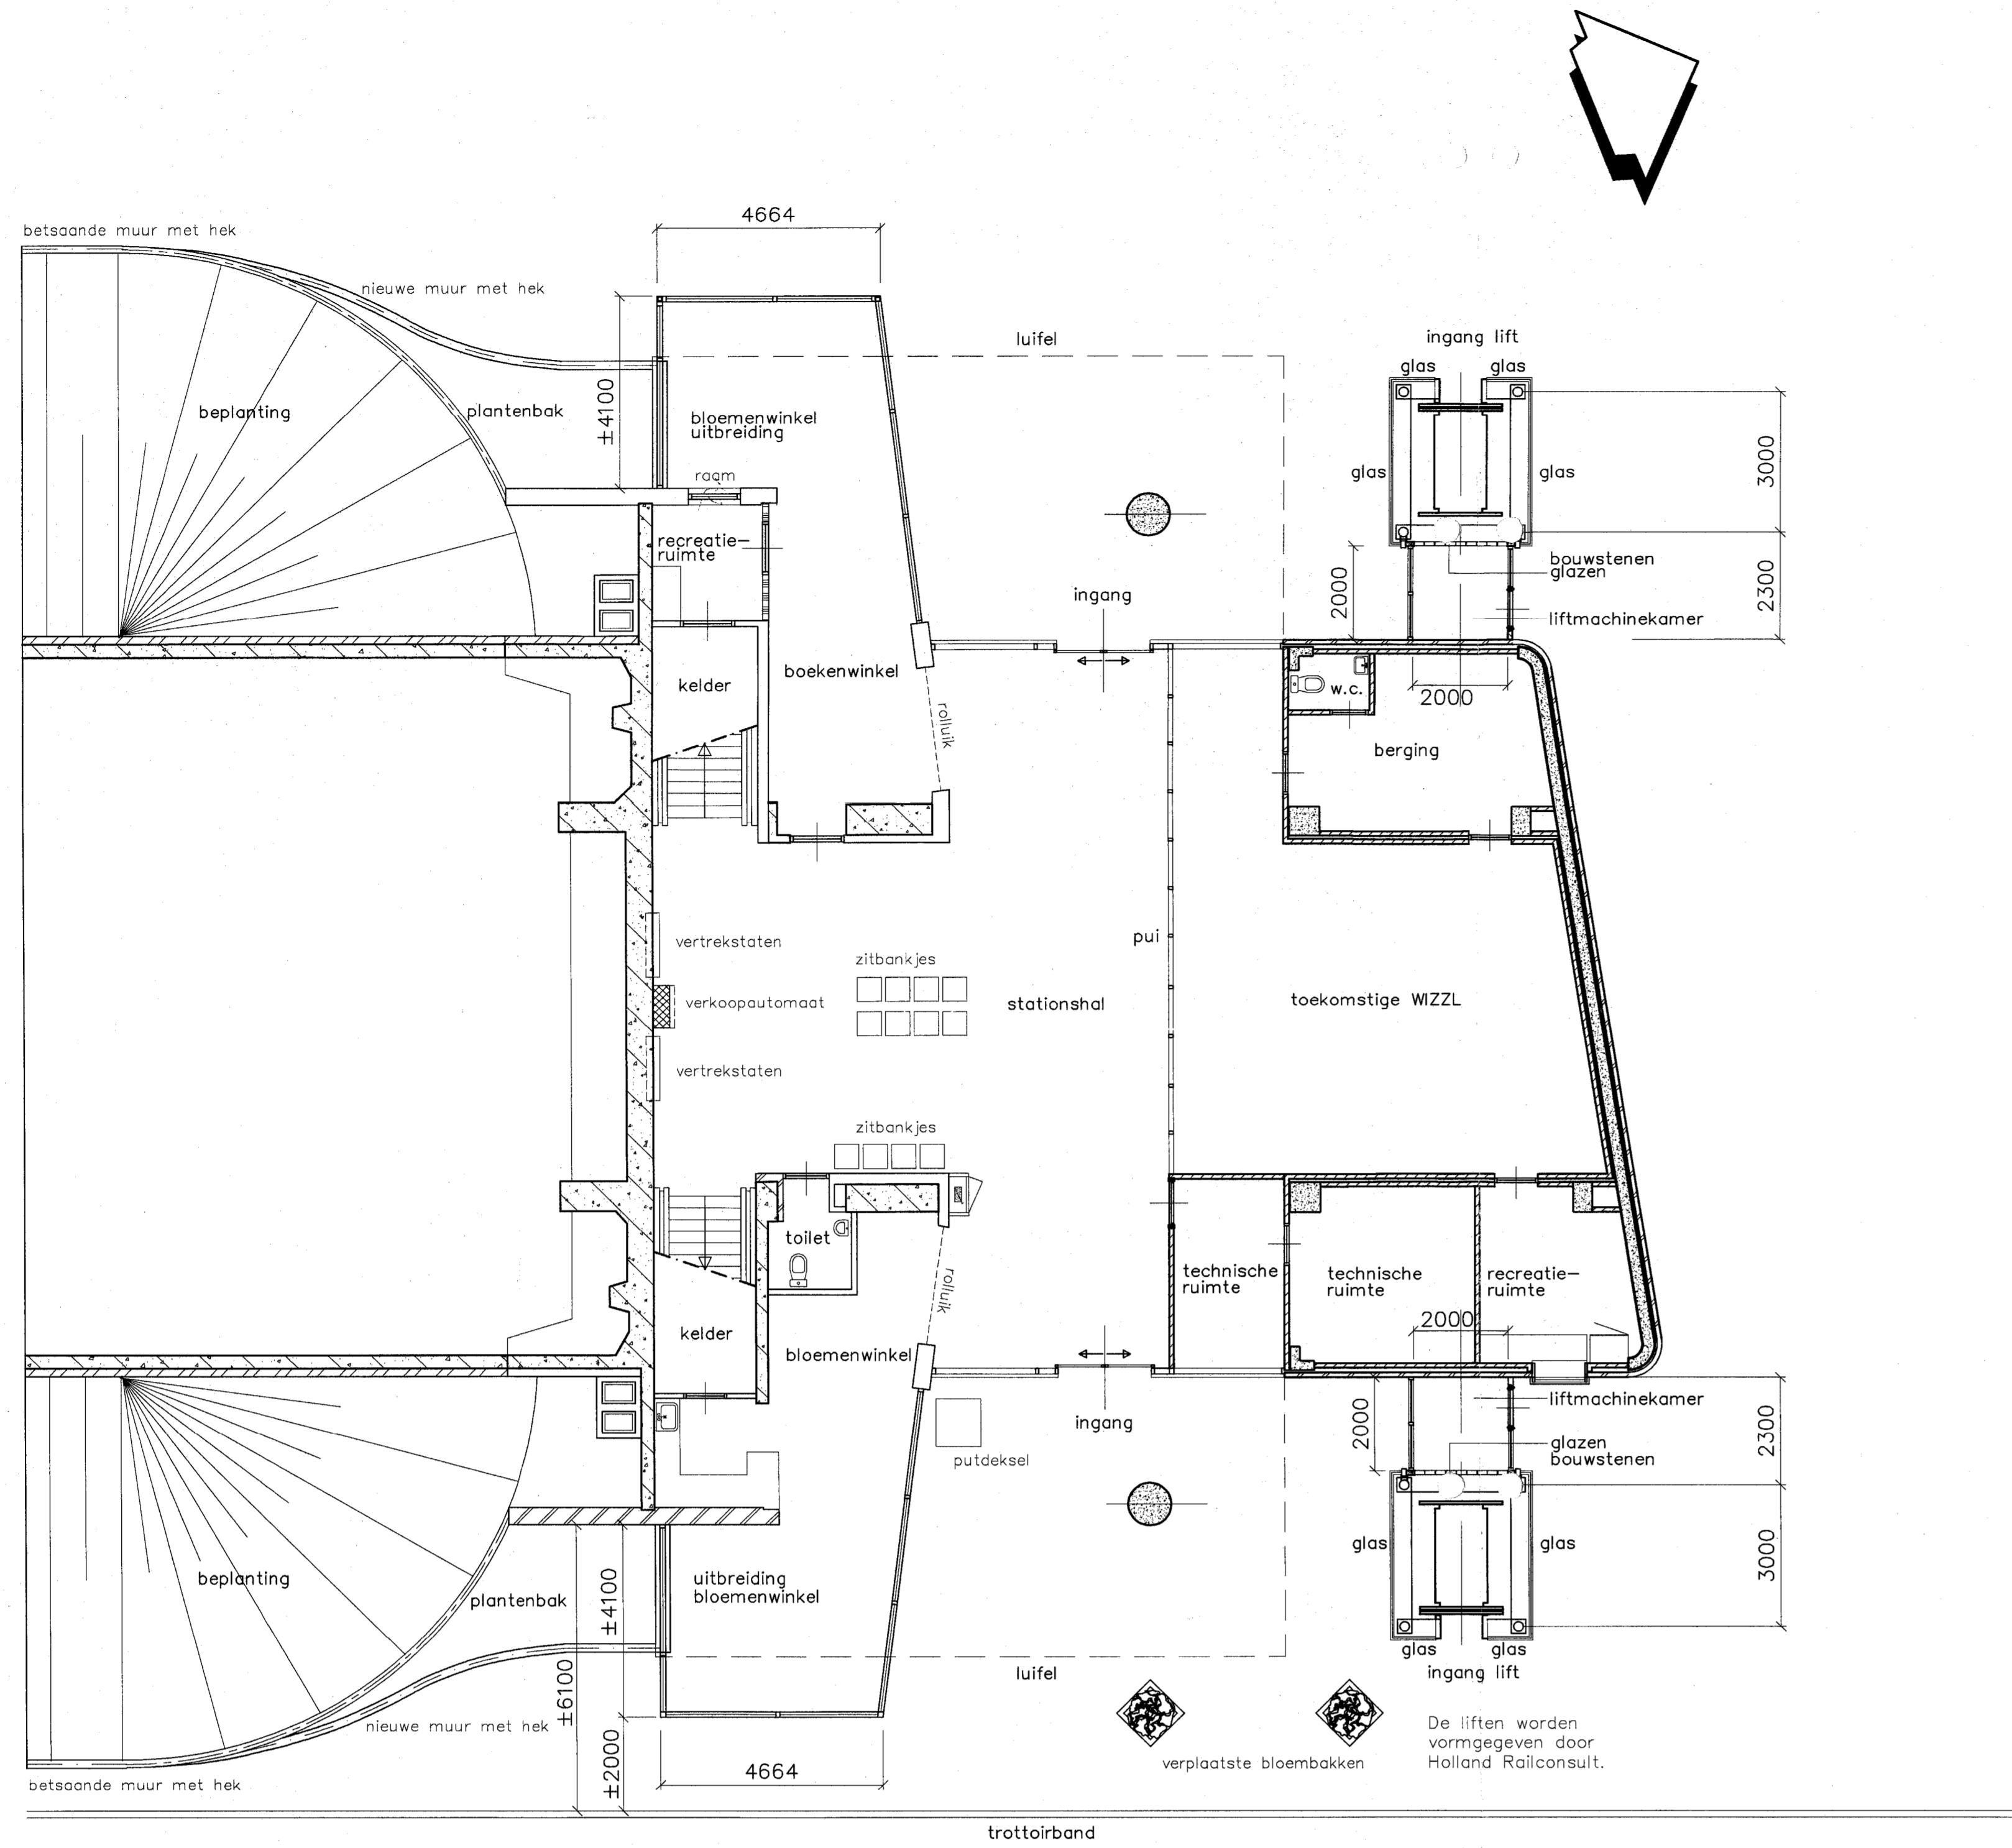 4664
betsaande muur met hek
nieuwe muur met hek
luifel
ingang lift
glas
glas
±4100
beplanting
plantenbak
bloemenwinkel
uitbreiding
3000
raam
glas
glas
recreatie-
ruimte
bouwstenen
glazen
2000
2300
ingang
liftmachinekamer
boekenwinkel
kelder
w.c.
2000
rolluik
berging
vertrekstaten
pui
zitbankjes
verkoopautomaat
stationshal
toekomstige WIZZL
vertrekstaten
zitbankjes
toilet
technische
ruimte
technische
ruimte
recreatie-
ruimte
rolluik
2000
kelder
bloemenwinkel
liftmachinekamer
ingang
2000
2300
glazen
bouwstenen
putdeksel
glas
glas
3000
beplanting
plantenbak
±4100
uitbreiding
bloemenwinkel
glas
glas
ingang lift
luifel
±6100
nieuwe muur met hek
De liften worden
vormgegeven door
Holland Railconsult.
verplaatste bloembakken
4664
±2000
betsaande muur met hek
trottoirband